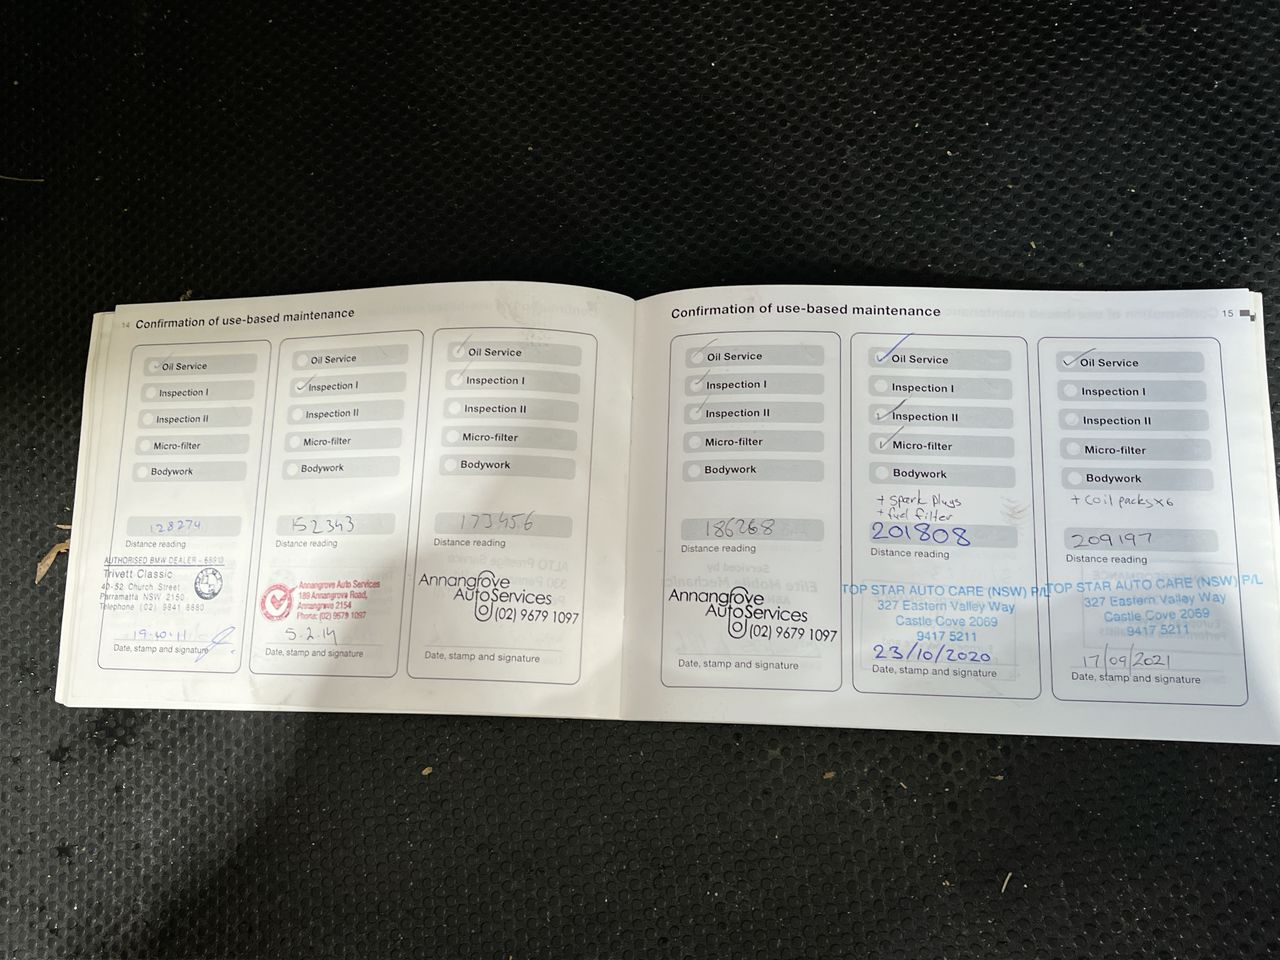 14 Confirmation of use-based maintenance
Oil Service
Inspection I
Inspection II
Micro-filter
Bodywork
128274
Distance reading
AUTHORISED BMW DEALER - 68910
Trivett Classic
40-52 Church Street
Parramatta NSW 2150
Telephone (02) 9841 8880
19.10.11
Date, stamp and signature
Oil Service
Inspection I
Inspection II
Micro-filter
Bodywork
152343
Distance reading
Annangrove Auto Services
189 Annangrove Road,
Annangrove 2154
Phone: (02) 9679 1097
5.2.14
Date, stamp and signature
Oil Service
Inspection I
Inspection II
Micro-filter
Bodywork
173456
Distance reading
Annangrove
AutoServices
(02) 9679 1097
Date, stamp and signature
Confirmation of use-based maintenance 15
Oil Service
Inspection I
Inspection II
Micro-filter
Bodywork
186268
Distance reading
Annangrove
AutoServices
(02) 9679 1097
Date, stamp and signature
Oil Service
Inspection I
Inspection II
Micro-filter
Bodywork
+ spark plugs
+ fuel filter
201808
Distance reading
TOP STAR AUTO CARE (NSW) P/L
327 Eastern Valley Way
Castle Cove 2069
9417 5211
23/10/2020
Date, stamp and signature
Oil Service
Inspection I
Inspection II
Micro-filter
Bodywork
+ coil packs x6
209197
Distance reading
TOP STAR AUTO CARE (NSW) P/L
327 Eastern Valley Way
Castle Cove 2069
9417 5211
17/09/2021
Date, stamp and signature